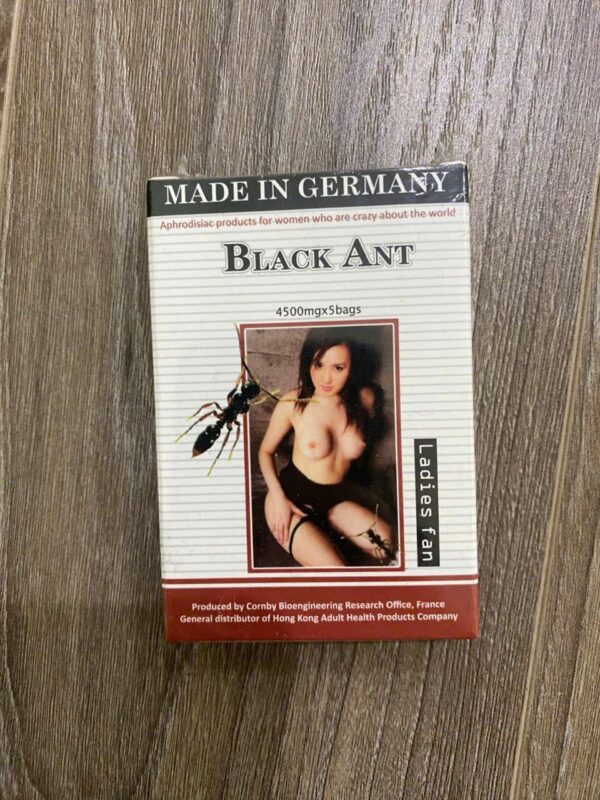 MADE IN GERMANY
Aphrodisiac products for women who are crazy about the world
BLACK ANT
4500mgx5bags
Ladies fan
Produced by Cornby Bioengineering Research Office, France
General distributor of Hong Kong Adult Health Products Company